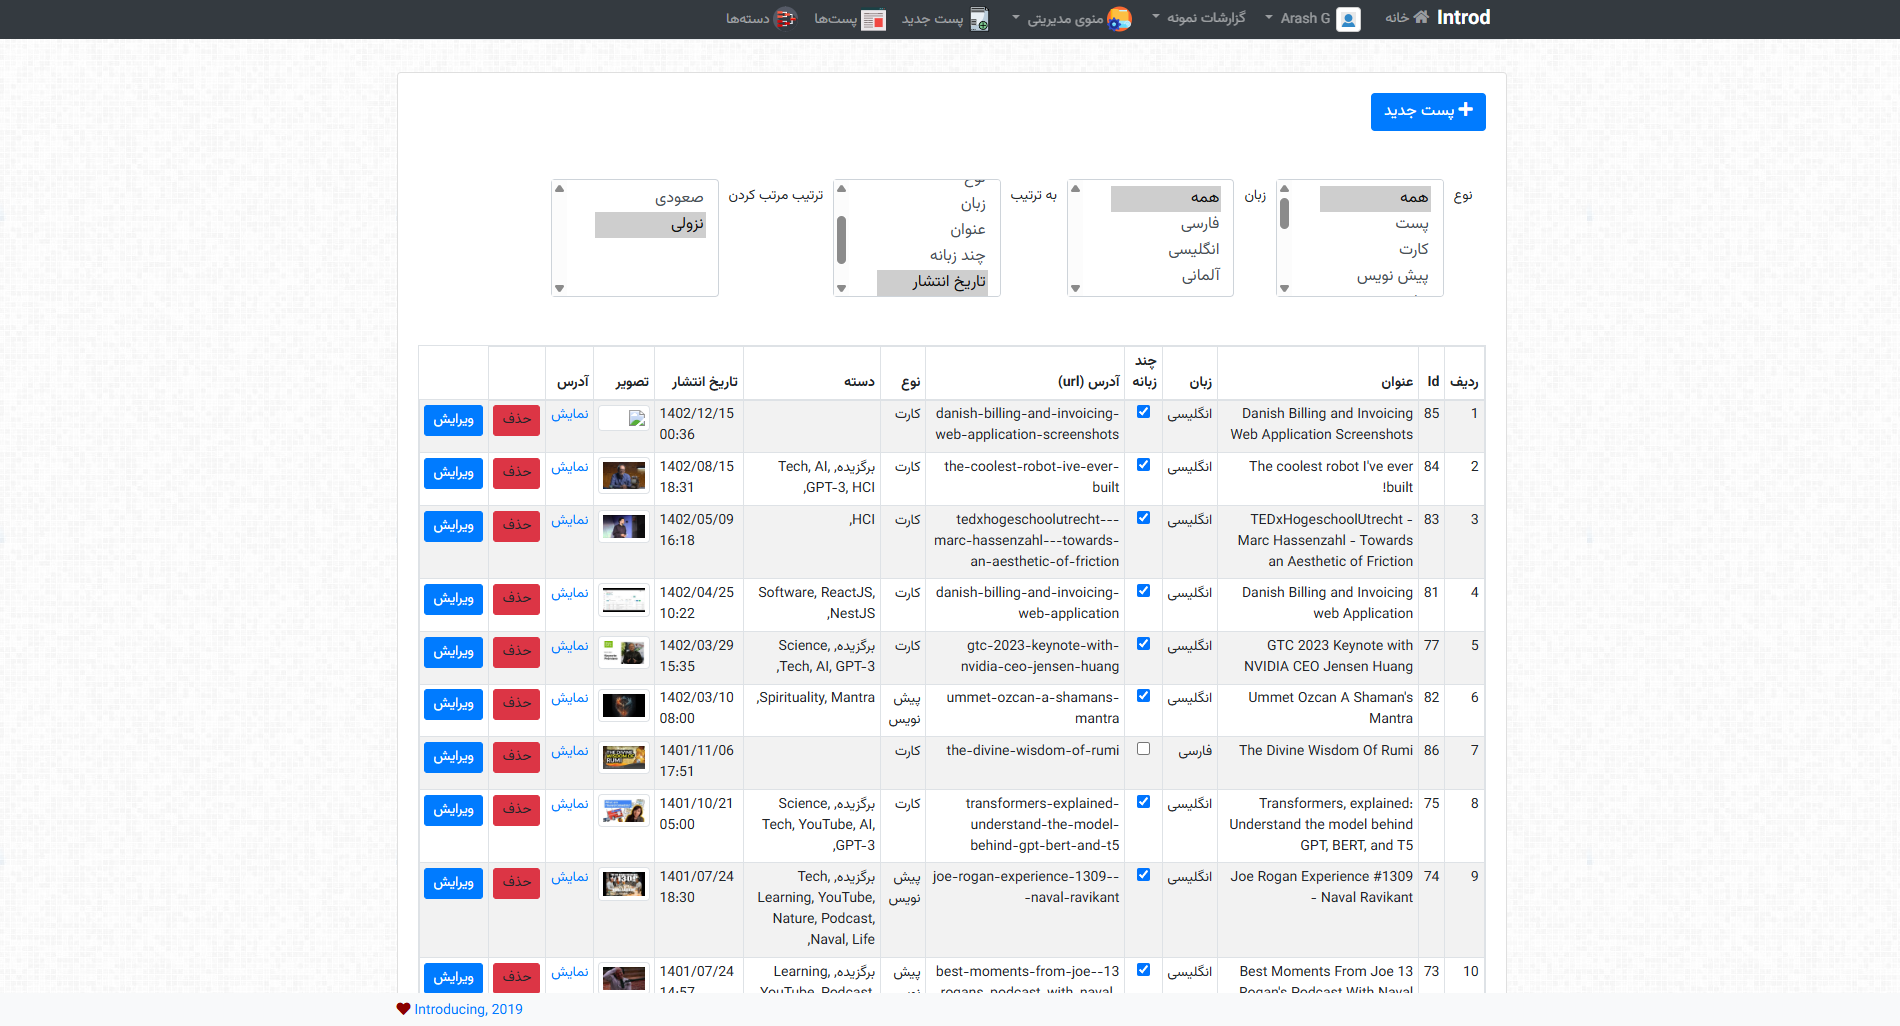 Introd خانه Arash G گزارشات نمونه منوی مدیریتی پست جدید پست‌ها دسته‌ها
پست جدید
نوع
همه
پست
کارت
پیش نویس
زبان
همه
فارسی
انگلیسی
آلمانی
به ترتیب
نوع
زبان
عنوان
چند زبانه
تاریخ انتشار
ترتیب مرتب کردن
صعودی
نزولی
ردیف Id عنوان زبان چند زبانه آدرس (url) نوع دسته تاریخ انتشار تصویر آدرس
1 85 Danish Billing and Invoicing Web Application Screenshots انگلیسی danish-billing-and-invoicing-web-application-screenshots کارت 1402/12/15 00:36 نمایش حذف ویرایش
2 84 The coolest robot I've ever built! انگلیسی the-coolest-robot-ive-ever-built کارت برگزیده, Tech, AI, GPT-3, HCI, 1402/08/15 18:31 نمایش حذف ویرایش
3 83 TEDxHogeschoolUtrecht - Marc Hassenzahl - Towards an Aesthetic of Friction انگلیسی tedxhogeschoolutrecht---marc-hassenzahl---towards-an-aesthetic-of-friction کارت HCI, 1402/05/09 16:18 نمایش حذف ویرایش
4 81 Danish Billing and Invoicing web Application انگلیسی danish-billing-and-invoicing-web-application کارت Software, ReactJS, NestJS, 1402/04/25 10:22 نمایش حذف ویرایش
5 77 GTC 2023 Keynote with NVIDIA CEO Jensen Huang انگلیسی gtc-2023-keynote-with-nvidia-ceo-jensen-huang کارت برگزیده, Science, Tech, AI, GPT-3, 1402/03/29 15:35 نمایش حذف ویرایش
6 82 Ummet Ozcan A Shaman's Mantra انگلیسی ummet-ozcan-a-shamans-mantra پیش نویس Spirituality, Mantra, 1402/03/10 08:00 نمایش حذف ویرایش
7 86 The Divine Wisdom Of Rumi فارسی the-divine-wisdom-of-rumi کارت 1401/11/06 17:51 نمایش حذف ویرایش
8 75 Transformers, explained: Understand the model behind GPT, BERT, and T5 انگلیسی transformers-explained-understand-the-model-behind-gpt-bert-and-t5 کارت برگزیده, Science, Tech, YouTube, AI, GPT-3, 1401/10/21 05:00 نمایش حذف ویرایش
9 74 Joe Rogan Experience #1309 - Naval Ravikant انگلیسی joe-rogan-experience-1309---naval-ravikant پیش نویس برگزیده, Tech, Learning, YouTube, Nature, Podcast, Naval, Life, 1401/07/24 18:30 نمایش حذف ویرایش
10 73 13 Best Moments From Joe Rogan's Podcast With Naval انگلیسی 13-best-moments-from-joe-rogans-podcast-with-naval- پیش نویس برگزیده, Learning, YouTube, Podcast, 1401/07/24 14:57 نمایش حذف ویرایش
Introducing, 2019